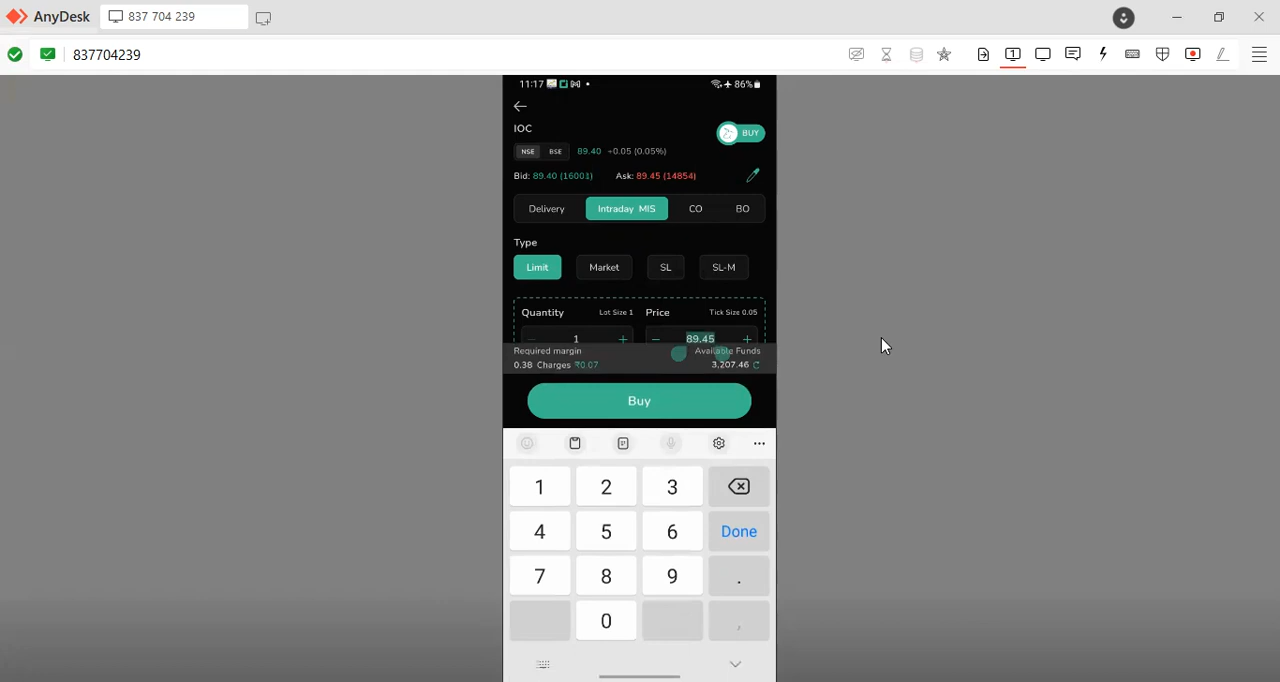 AnyDesk 837 704 239
837704239
11:17 86%
IOC
BUY
NSE BSE 89.40 +0.05 (0.05%)
Bid: 89.40 (16001) Ask: 89.45 (14854)
Delivery Intraday MIS CO BO
Type
Limit Market SL SL-M
Quantity Lot Size 1 Price Tick Size 0.05
− 1 + − 89.45 +
Required margin Available Funds
0.38 Charges ₹0.07 3,207.46
Buy
1 2 3
4 5 6 Done
7 8 9 .
0 ,